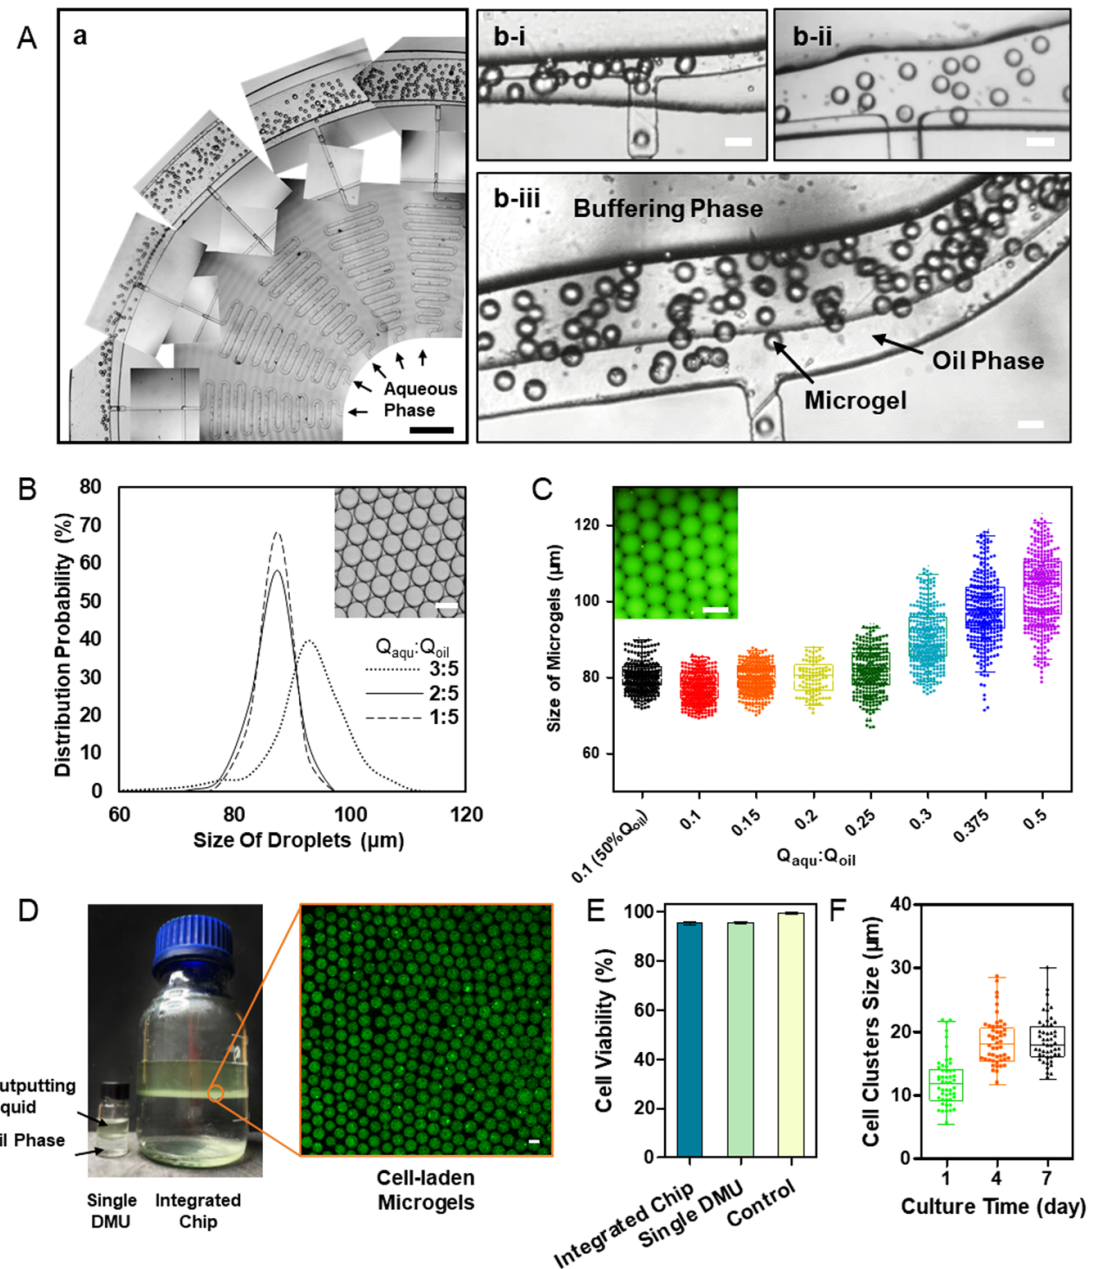 A
a
b-i
b-ii
b-iii
Buffering Phase
Oil Phase
Microgel
Aqueous
Phase
B
Distribution Probability (%)
80
70
60
50
40
30
20
10
0
60
80
100
120
Size Of Droplets (μm)
Qaqu:Qoil
3:5
2:5
1:5
C
Size of Microgels (μm)
120
100
80
60
0.1 (50%Qoil)
0.1
0.15
0.2
0.25
0.3
0.375
0.5
Qaqu:Qoil
D
utputting
quid
il Phase
Single
DMU
Integrated
Chip
Cell-laden
Microgels
E
Cell Viability (%)
100
80
60
40
20
0
Integrated Chip
Single DMU
Control
F
Cell Clusters Size (μm)
40
30
20
10
0
1
4
7
Culture Time (day)